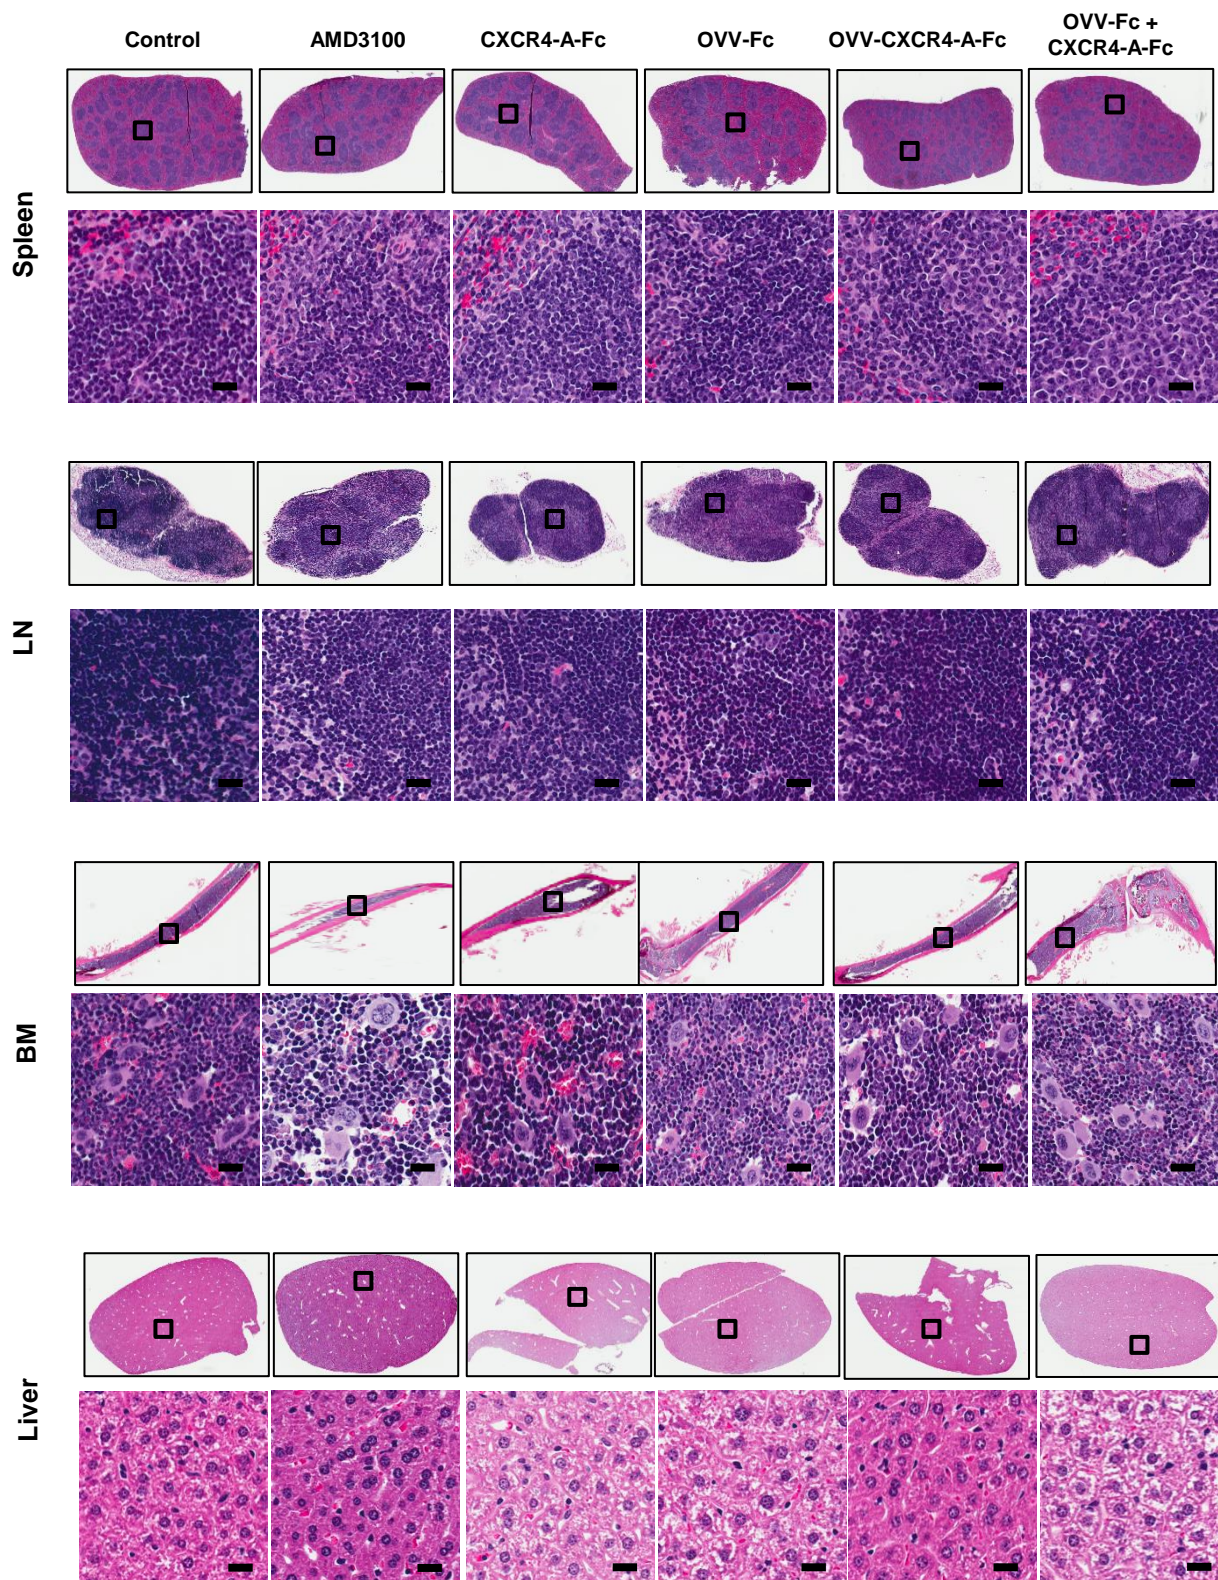 Control
AMD3100
CXCR4-A-Fc
OVV-Fc
OVV-CXCR4-A-Fc
OVV-Fc +
CXCR4-A-Fc
Spleen
LN
BM
Liver